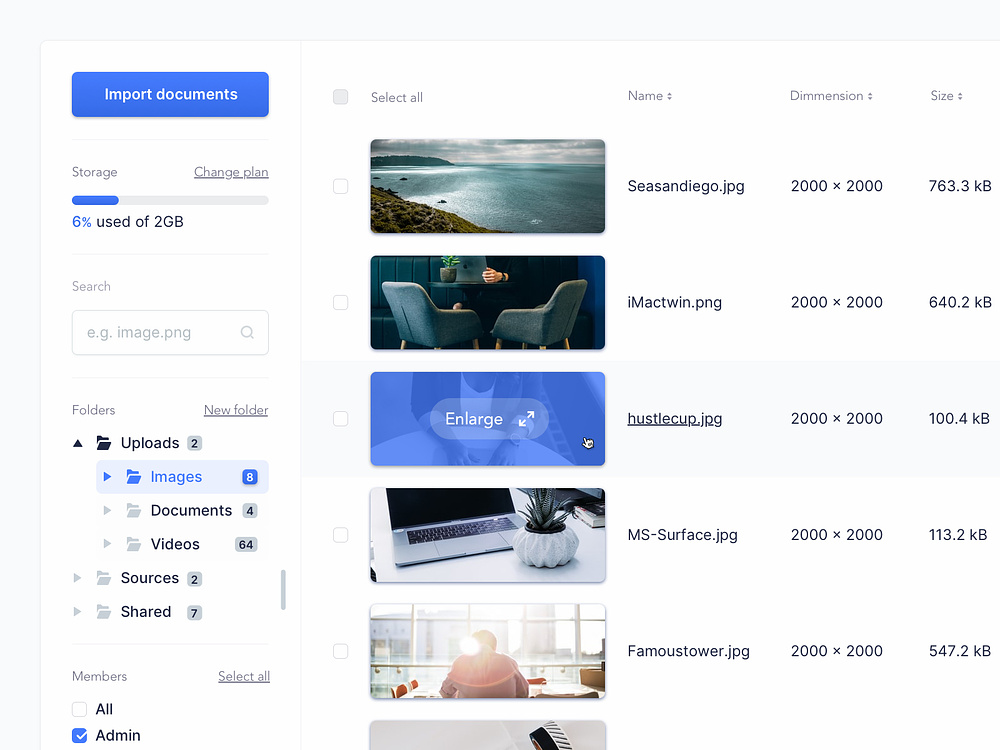 Import documents
Storage
Change plan
6% used of 2GB
Search
e.g. image.png
Folders
New folder
Uploads 2
Images 8
Documents 4
Videos 64
Sources 2
Shared 7
Members
Select all
All
Admin
Select all
Name
Dimmension
Size
Seasandiego.jpg
2000 × 2000
763.3 kB
iMactwin.png
2000 × 2000
640.2 kB
Enlarge
hustlecup.jpg
2000 × 2000
100.4 kB
MS-Surface.jpg
2000 × 2000
113.2 kB
Famoustower.jpg
2000 × 2000
547.2 kB